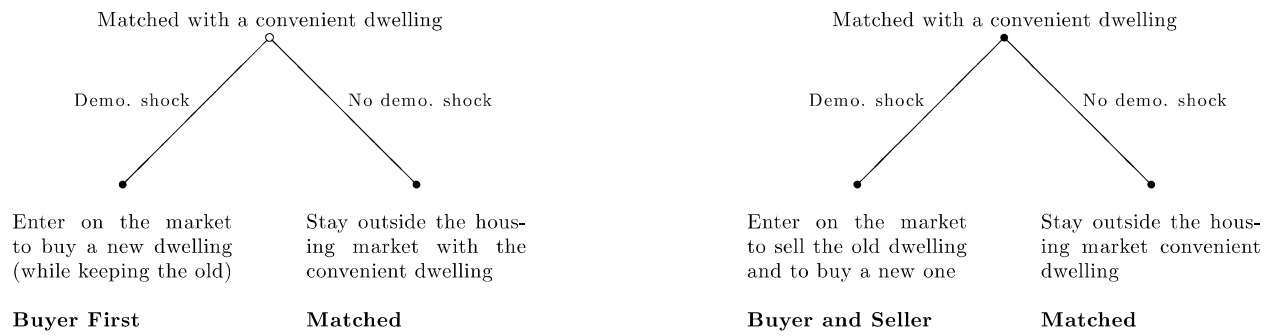 Matched with a convenient dwelling
Demo. shock
No demo. shock
Enter on the market
to buy a new dwelling
(while keeping the old)
Buyer First
Stay outside the hous-
ing market with the
convenient dwelling
Matched
Matched with a convenient dwelling
Demo. shock
No demo. shock
Enter on the market
to sell the old dwelling
and to buy a new one
Buyer and Seller
Stay outside the hous-
ing market convenient
dwelling
Matched